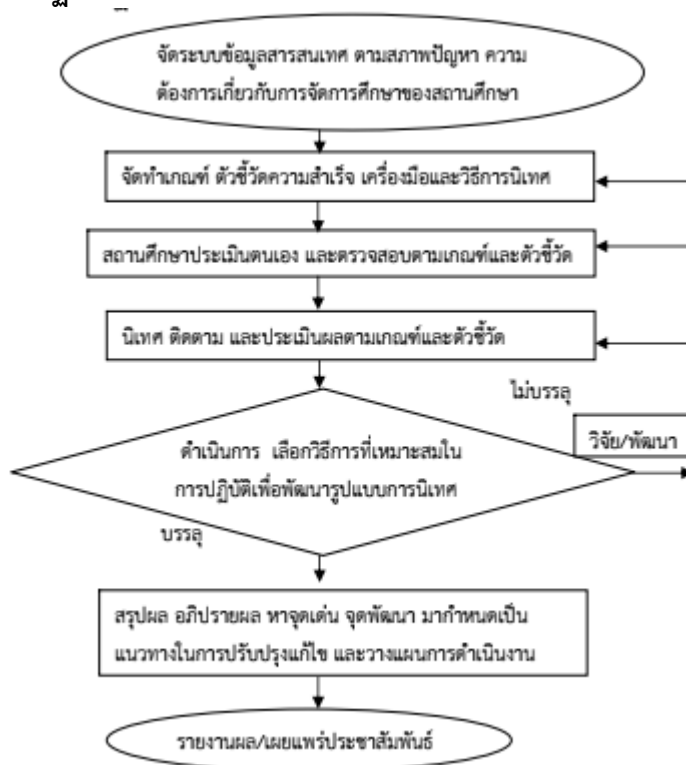 จัดระบบข้อมูลสารสนเทศ ตามสภาพปัญหา ความ
ต้องการเกี่ยวกับการจัดการศึกษาของสถานศึกษา
จัดทำเกณฑ์ ตัวชี้วัดความสำเร็จ เครื่องมือและวิธีการนิเทศ
สถานศึกษาประเมินตนเอง และตรวจสอบตามเกณฑ์และตัวชี้วัด
นิเทศ ติดตาม และประเมินผลตามเกณฑ์และตัวชี้วัด
ไม่บรรลุ
วิจัย/พัฒนา
ดำเนินการ เลือกวิธีการที่เหมาะสมใน
การปฏิบัติเพื่อพัฒนารูปแบบการนิเทศ
บรรลุ
สรุปผล อภิปรายผล หาจุดเด่น จุดพัฒนา มากำหนดเป็น
แนวทางในการปรับปรุงแก้ไข และวางแผนการดำเนินงาน
รายงานผล/เผยแพร่ประชาสัมพันธ์